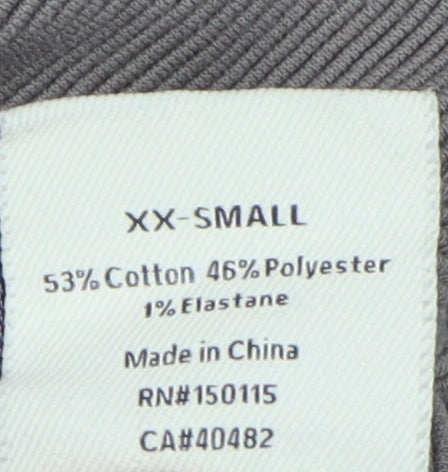 XX-SMALL
53% Cotton 46% Polyester
1% Elastane
Made in China
RN#150115
CA#40482